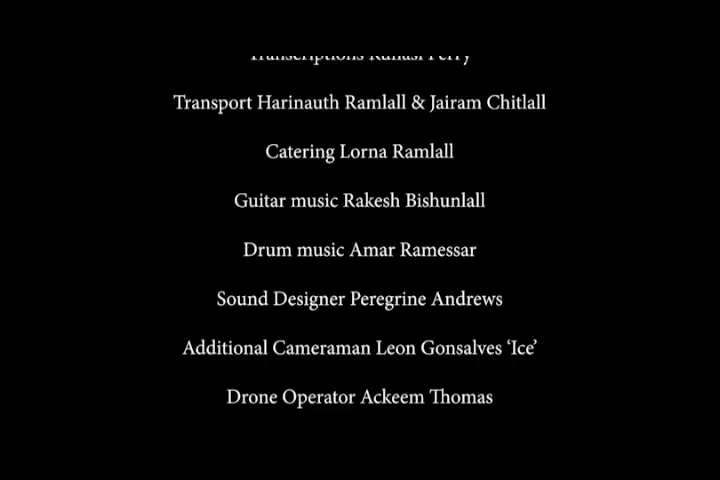 Transcriptions
Transport Harinauth Ramlall & Jairam Chitlall
Catering Lorna Ramlall
Guitar music Rakesh Bishunlall
Drum music Amar Ramessar
Sound Designer Peregrine Andrews
Additional Cameraman Leon Gonsalves ‘Ice’
Drone Operator Ackeem Thomas